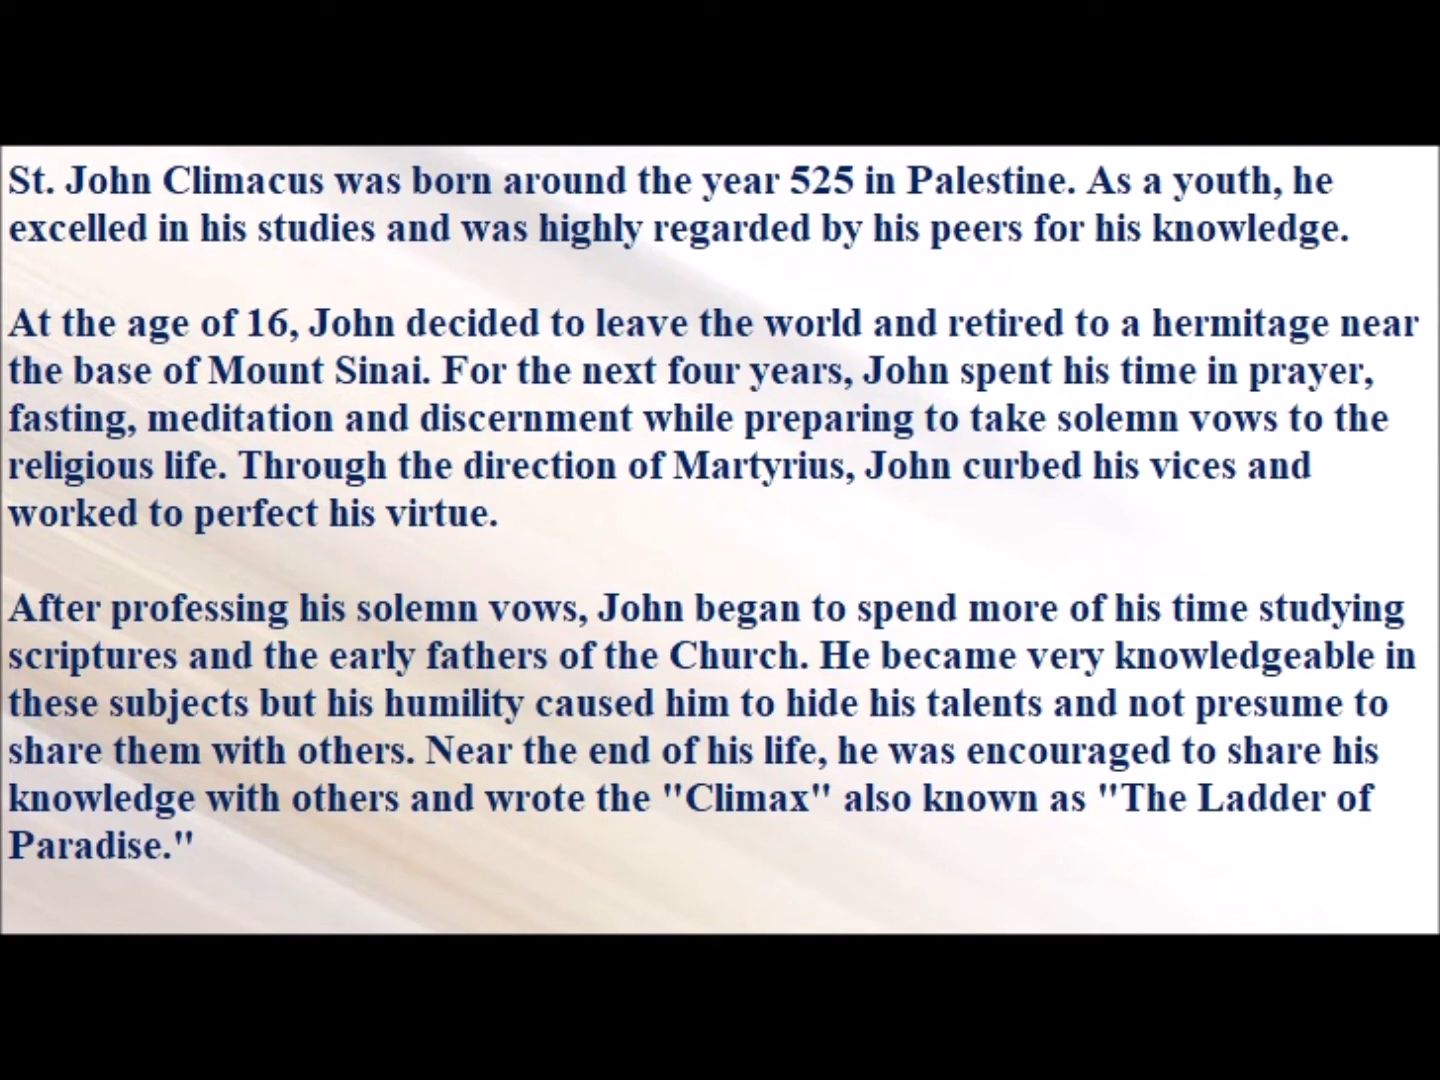 St. John Climacus was born around the year 525 in Palestine. As a youth, he
excelled in his studies and was highly regarded by his peers for his knowledge.
At the age of 16, John decided to leave the world and retired to a hermitage near
the base of Mount Sinai. For the next four years, John spent his time in prayer,
fasting, meditation and discernment while preparing to take solemn vows to the
religious life. Through the direction of Martyrius, John curbed his vices and
worked to perfect his virtue.
After professing his solemn vows, John began to spend more of his time studying
scriptures and the early fathers of the Church. He became very knowledgeable in
these subjects but his humility caused him to hide his talents and not presume to
share them with others. Near the end of his life, he was encouraged to share his
knowledge with others and wrote the "Climax" also known as "The Ladder of
Paradise."